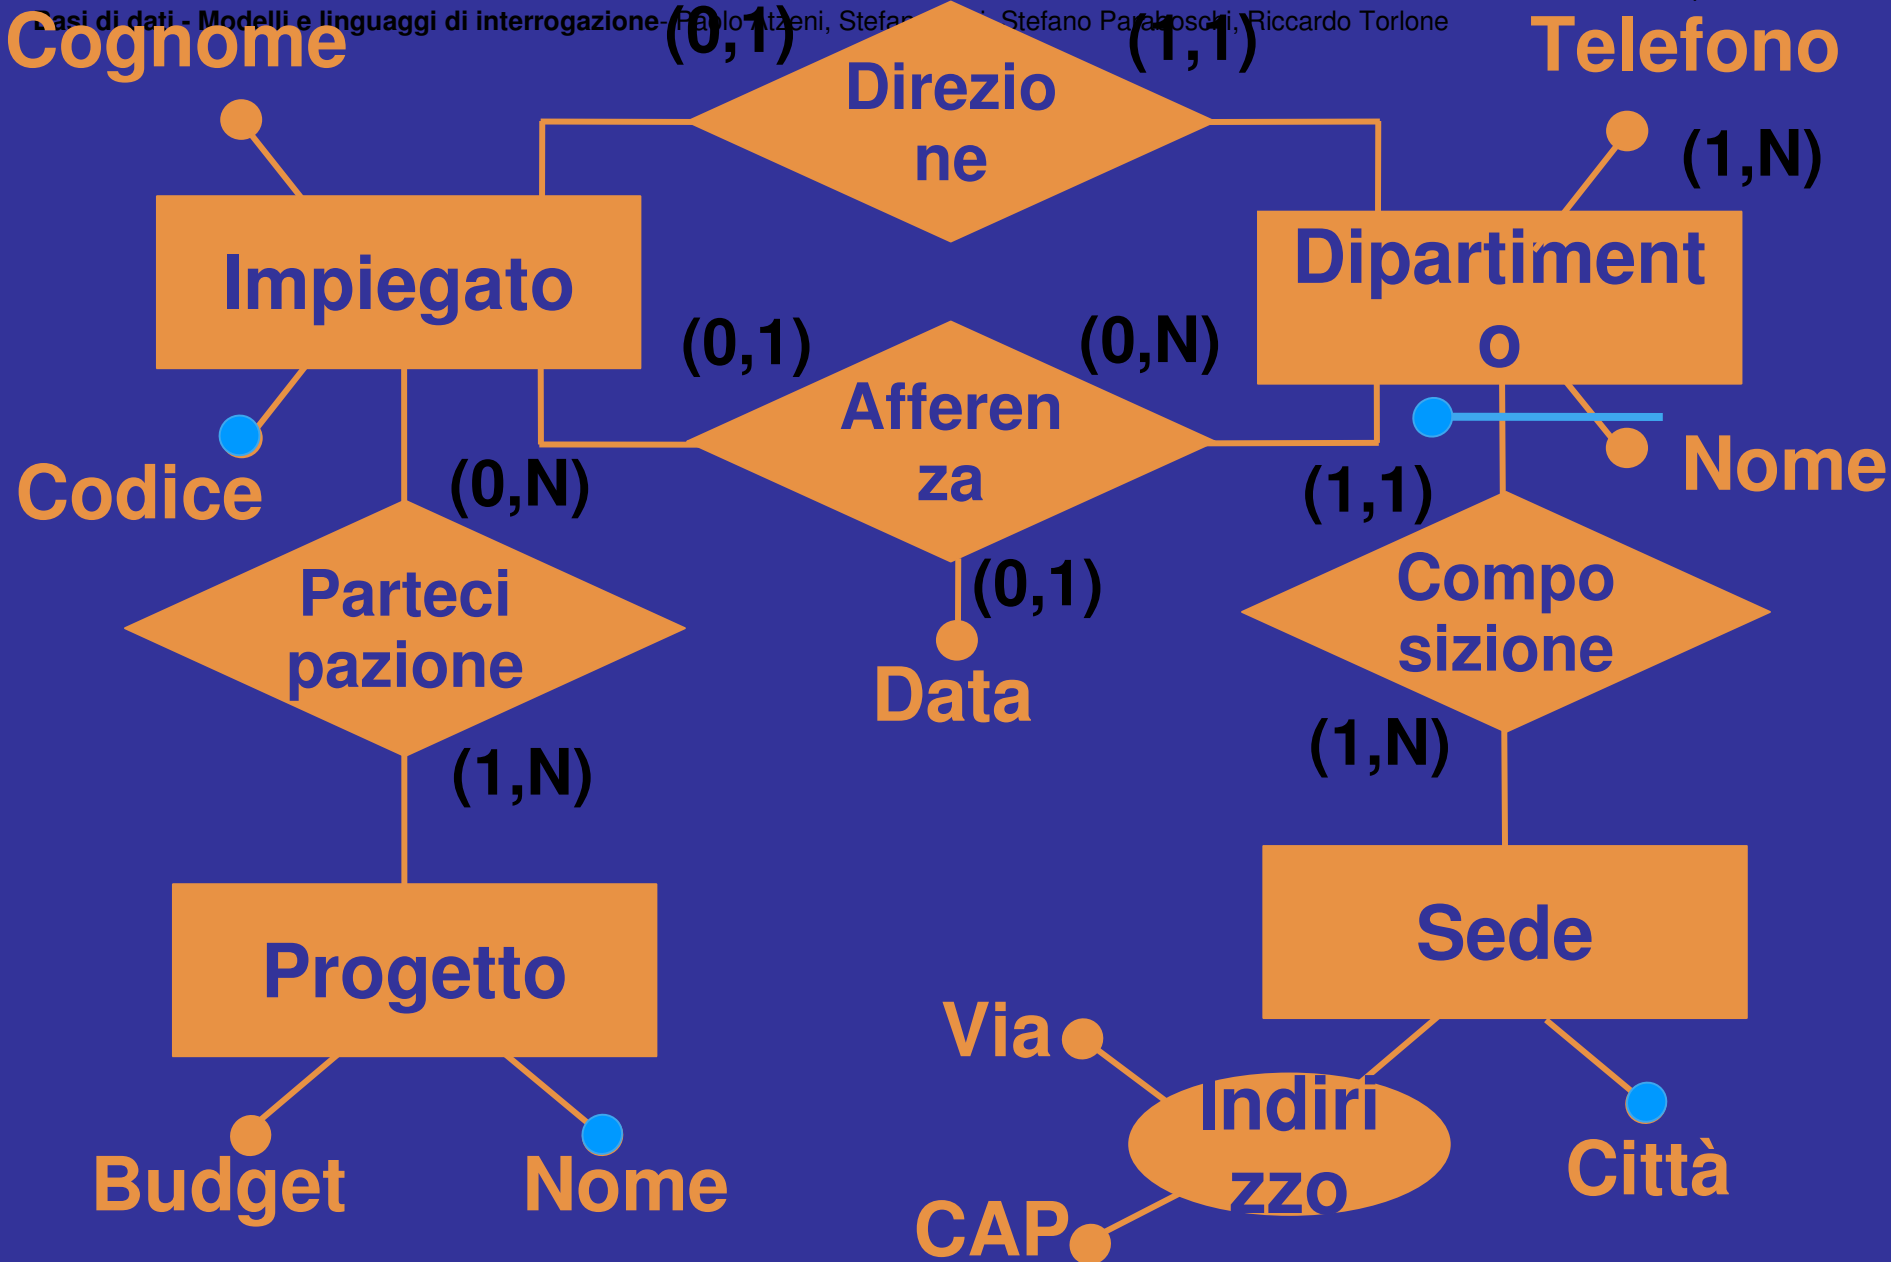 Basi di dati - Modelli e linguaggi di interrogazione- Paolo Atzeni, Stefano Paraboschi, Riccardo Torlone
Cognome
(0,1)
(1,1)
Telefono
Direzio
ne
(1,N)
Impiegato
Dipartiment
o
(0,1)
(0,N)
Afferen
za
Codice
(0,N)
(1,1)
Nome
Parteci
pazione
(0,1)
Compo
sizione
Data
(1,N)
(1,N)
Progetto
Sede
Via
Indiri
zzo
Budget
Nome
Città
CAP